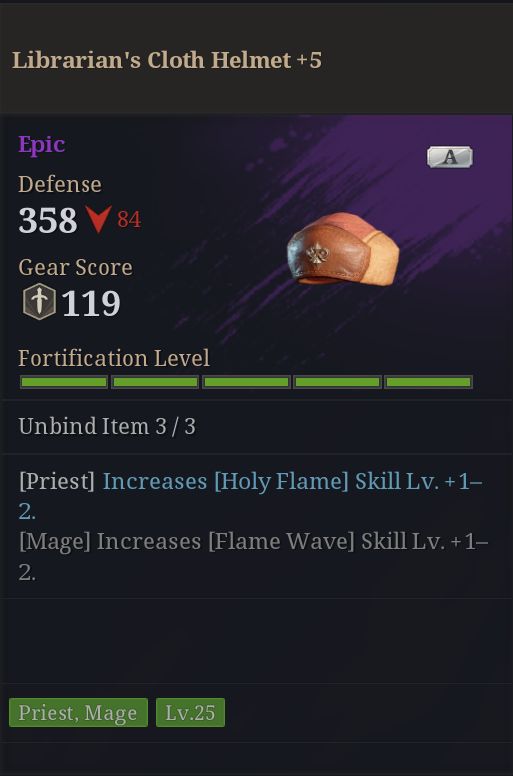 Librarian's Cloth Helmet +5
Epic
A
Defense
358 84
Gear Score
119
Fortification Level
Unbind Item 3 / 3
[Priest] Increases [Holy Flame] Skill Lv. +1–
2.
[Mage] Increases [Flame Wave] Skill Lv. +1–
2.
Priest, Mage Lv.25